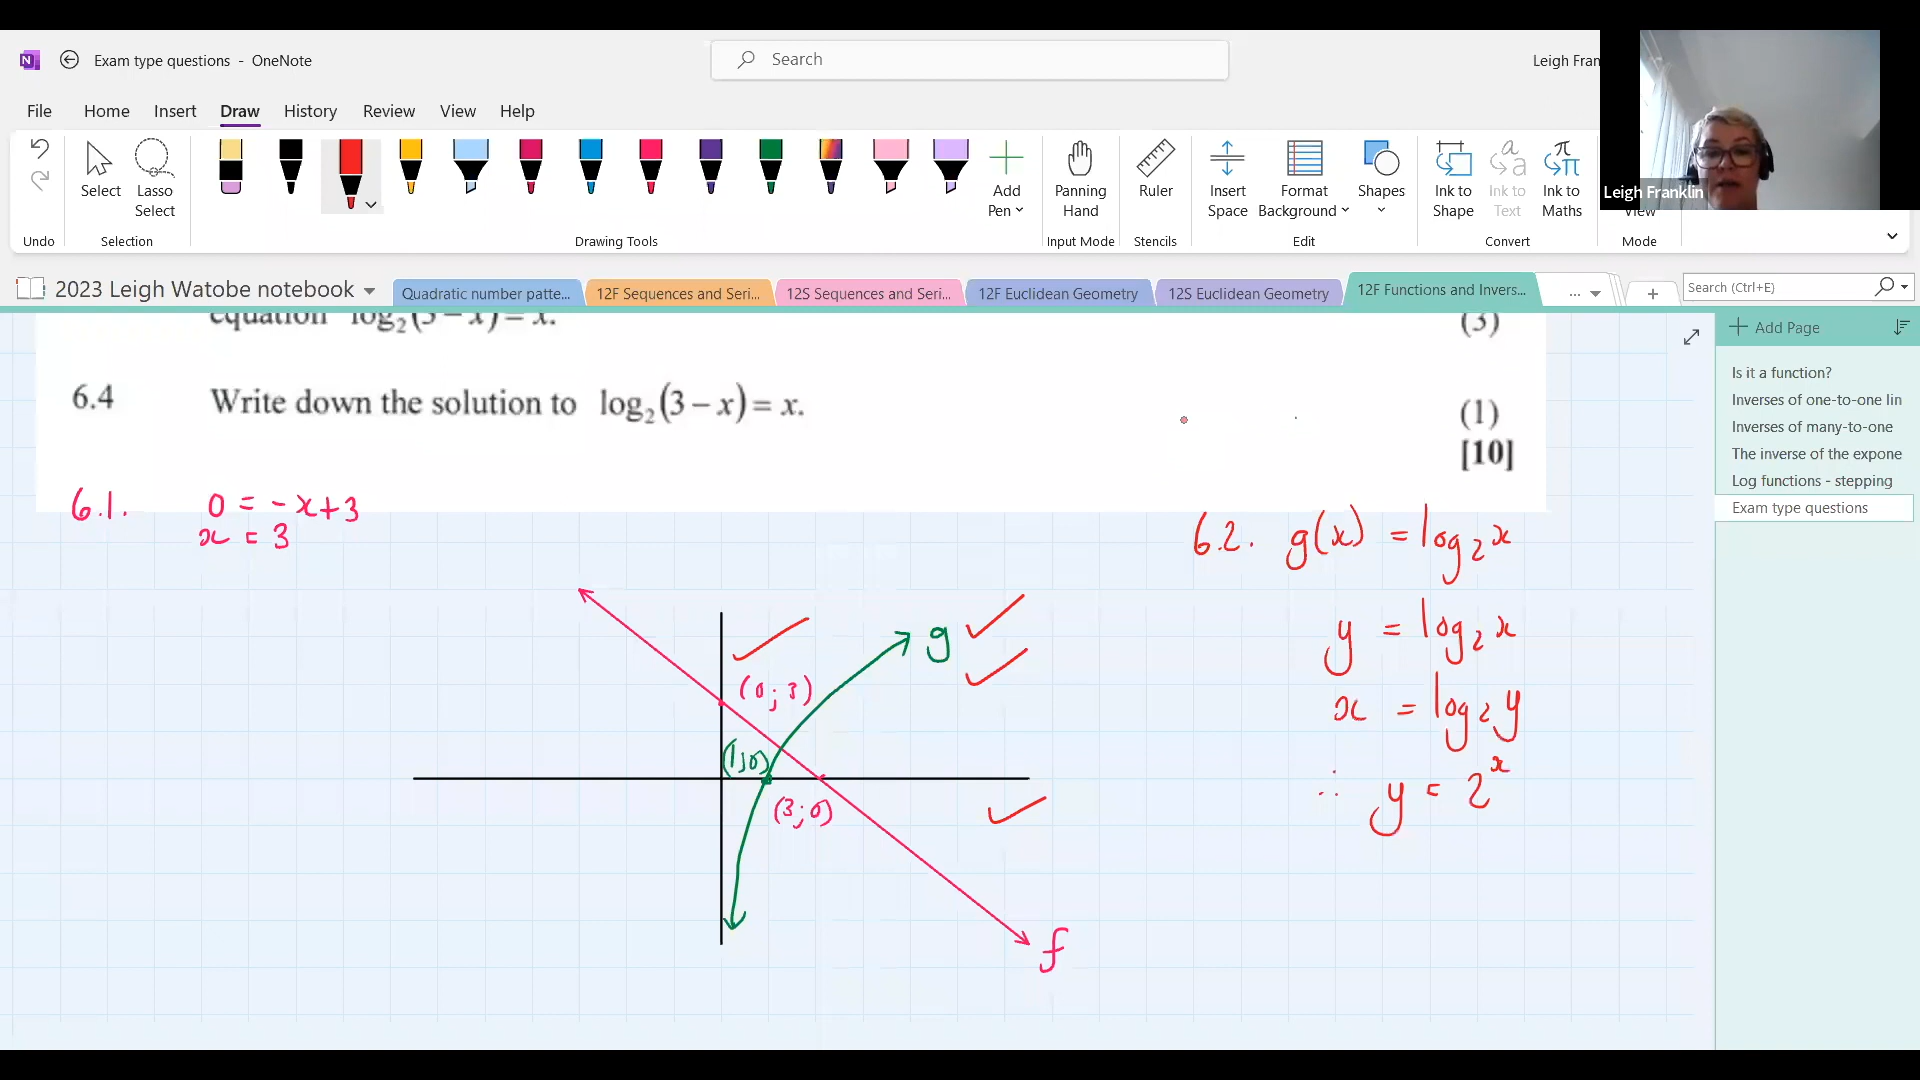 Exam type questions - OneNote
Search
Leigh Fran
File Home Insert Draw History Review View Help
Undo
Select
Lasso Select
Selection
Drawing Tools
Add Pen
Panning Hand
Input Mode
Ruler
Stencils
Insert Space
Format Background
Shapes
Edit
Ink to Shape
Ink to Text
Ink to Maths
Convert
View
Mode
Leigh Franklin
2023 Leigh Watobe notebook
Quadratic number patte...
12F Sequences and Seri...
12S Sequences and Seri...
12F Euclidean Geometry
12S Euclidean Geometry
12F Functions and Invers...
...
Search (Ctrl+E)
Add Page
Is it a function?
Inverses of one-to-one lin
Inverses of many-to-one
The inverse of the expone
Log functions - stepping
Exam type questions
equation log₂(3 – x) = x. (3)
6.4 Write down the solution to log₂(3 – x) = x. (1)
[10]
6.1. 0 = -x+3
x = 3
(0; 3)
(1;0)
(3; 0)
g
f
6.2. g(x) = log₂x
y = log₂x
x = log₂y
∴ y = 2ˣ